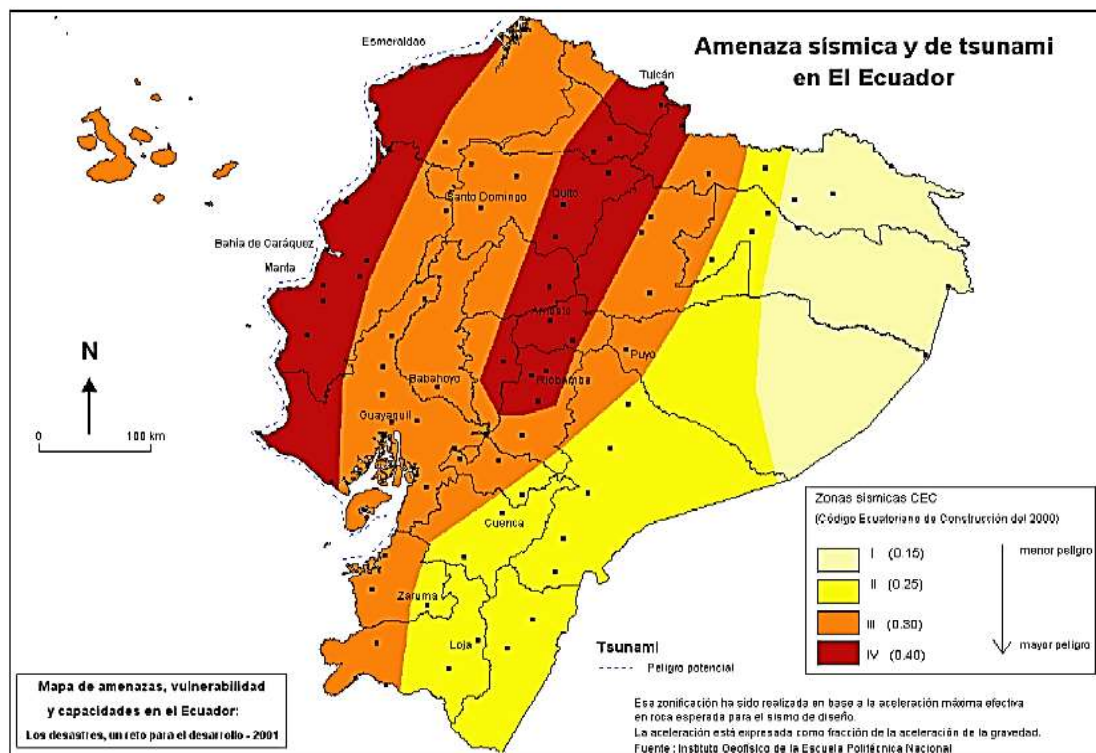 Amenaza sísmica y de tsunami
en El Ecuador
Esmeraldas
Tulcán
Santo Domingo
Quito
Bahía de Caráquez
Manta
Ambato
N
Puyo
Riobamba
Babahoyo
Guayaquil
0 100 km
Cuenca
Zaruma
Loja
Zonas sísmicas CEC
(Código Ecuatoriano de Construcción del 2000)
I (0.15) menor peligro
II (0.25)
III (0.30)
IV (0.40) mayor peligro
Tsunami
Peligro potencial
Mapa de amenazas, vulnerabilidad
y capacidades en el Ecuador:
Los desastres, un reto para el desarrollo - 2001
Esa zonificación ha sido realizada en base a la aceleración máxima efectiva
en roca esperada para el sismo de diseño.
La aceleración está expresada como fracción de la aceleración de la gravedad.
Fuente : Instituto Geofísico de la Escuela Politécnica Nacional